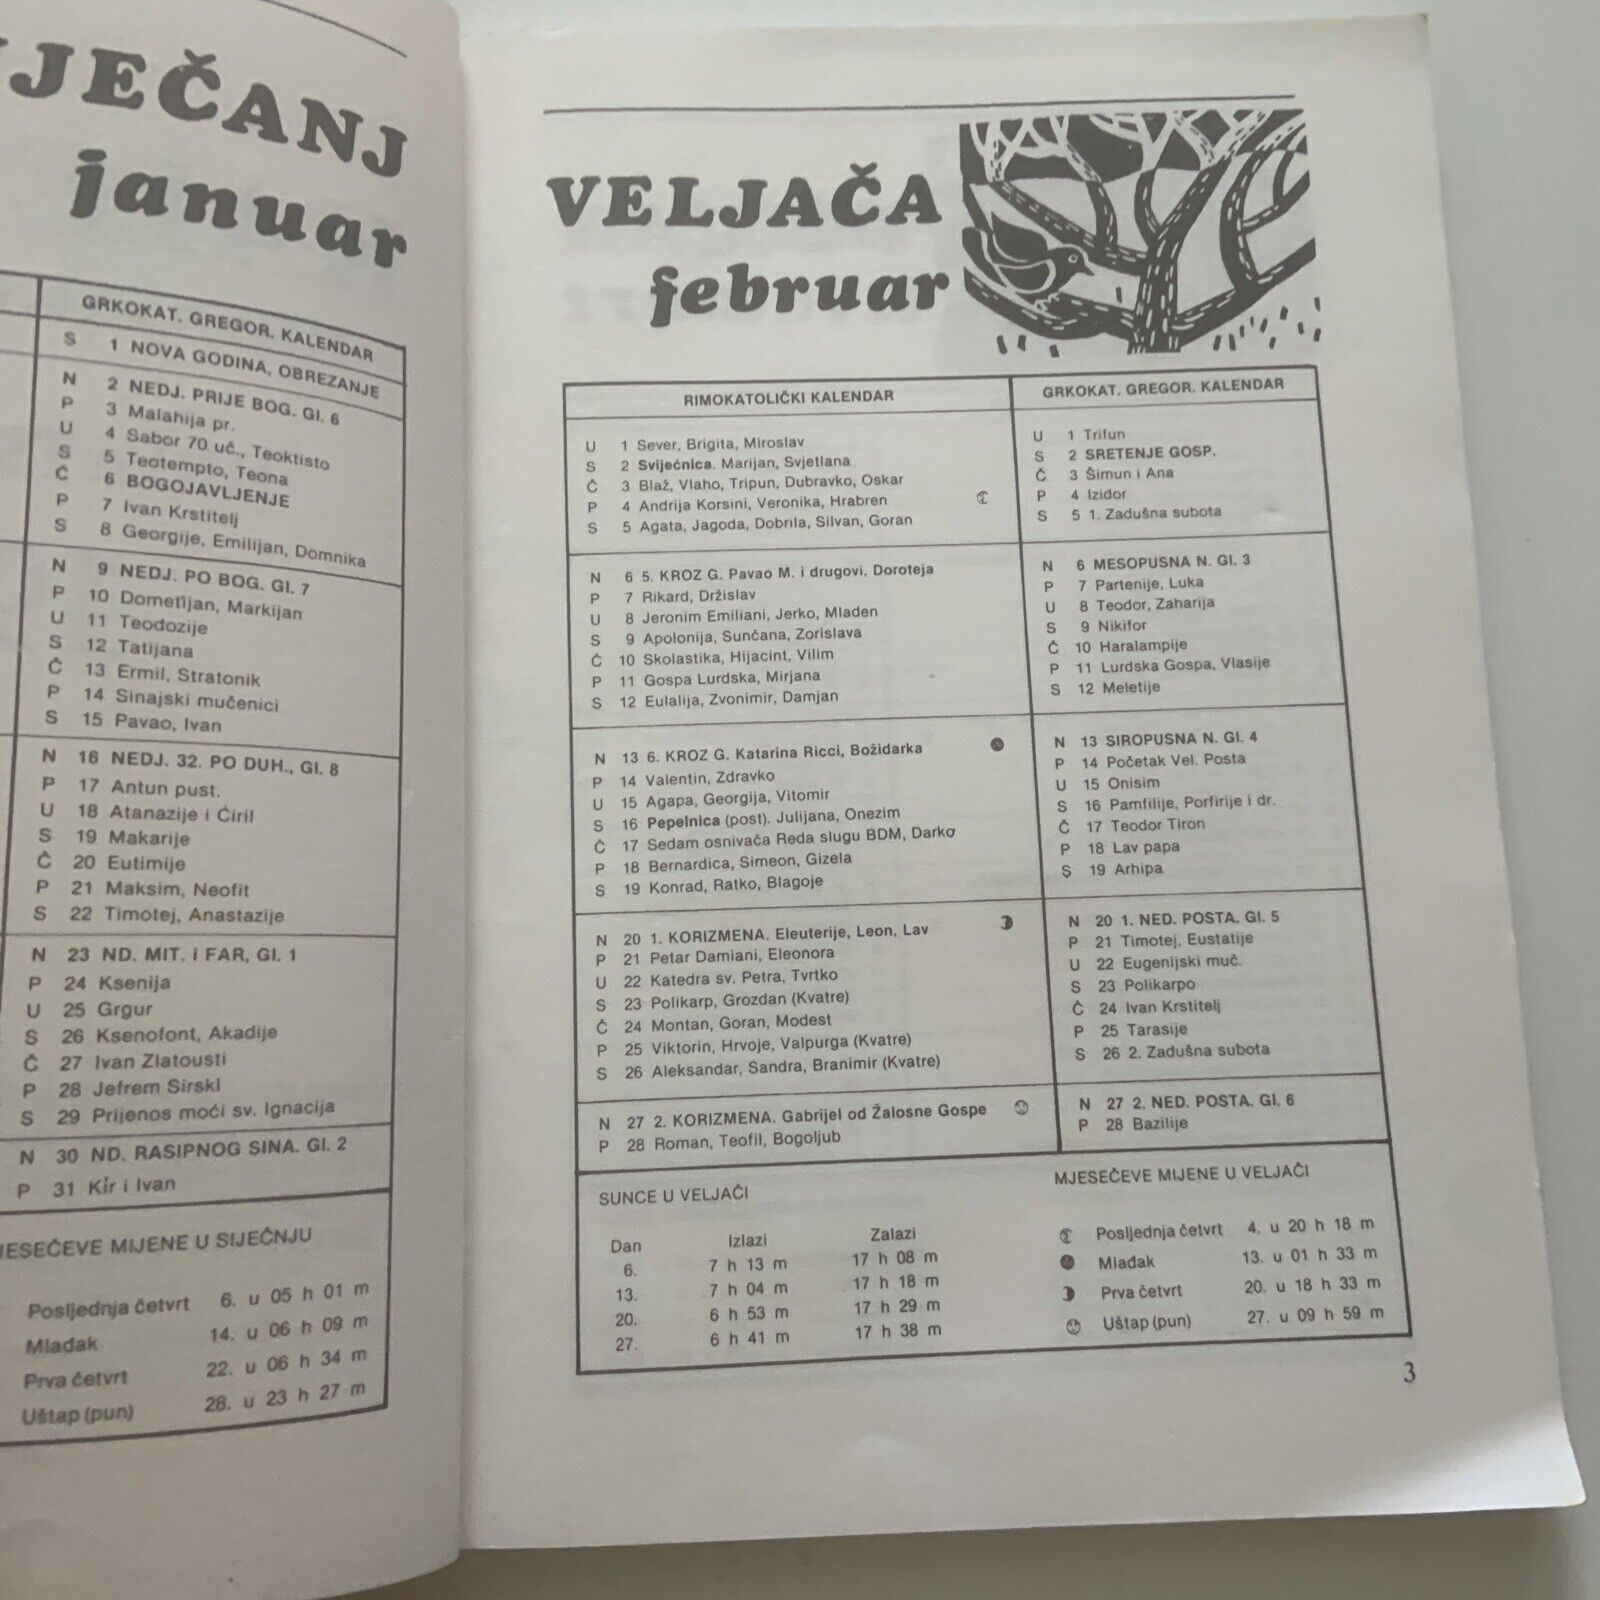 JEČANJ
januar
GRKOKAT. GREGOR. KALENDAR
S 1 NOVA GODINA, OBREZANJE
N 2 NEDJ. PRIJE BOG. Gl. 6
P 3 Malahija pr.
U 4 Sabor 70 uč., Teoktisto
S 5 Teotempto, Teona
Č 6 BOGOJAVLJENJE
P 7 Ivan Krstitelj
S 8 Georgije, Emilijan, Domnika
N 9 NEDJ. PO BOG. Gl. 7
P 10 Dometijan, Markijan
U 11 Teodozije
S 12 Tatijana
Č 13 Ermil, Stratonik
P 14 Sinajski mučenici
S 15 Pavao, Ivan
N 16 NEDJ. 32. PO DUH., Gl. 8
P 17 Antun pust.
U 18 Atanazije i Ćiril
S 19 Makarije
Č 20 Eutimije
P 21 Maksim, Neofit
S 22 Timotej, Anastazije
N 23 ND. MIT. i FAR, Gl. 1
P 24 Ksenija
U 25 Grgur
S 26 Ksenofont, Akadije
Č 27 Ivan Zlatousti
P 28 Jefrem Sirski
S 29 Prijenos moći sv. Ignacija
N 30 ND. RASIPNOG SINA. Gl. 2
P 31 Kir i Ivan
JESEČEVE MIJENE U SIJEČNJU
Posljednja četvrt 6. u 05 h 01 m
Mlađak 14. u 06 h 09 m
Prva četvrt 22. u 06 h 34 m
Uštap (pun) 28. u 23 h 27 m
VELJAČA
februar
RIMOKATOLIČKI KALENDAR
U 1 Sever, Brigita, Miroslav
S 2 Svijećnica. Marijan, Svjetlana
Č 3 Blaž, Vlaho, Tripun, Dubravko, Oskar
P 4 Andrija Korsini, Veronika, Hrabren
S 5 Agata, Jagoda, Dobrila, Silvan, Goran
N 6 5. KROZ G. Pavao M. i drugovi, Doroteja
P 7 Rikard, Držislav
U 8 Jeronim Emiliani, Jerko, Mladen
S 9 Apolonija, Sunčana, Zorislava
Č 10 Skolastika, Hijacint, Vilim
P 11 Gospa Lurdska, Mirjana
S 12 Eulalija, Zvonimir, Damjan
N 13 6. KROZ G. Katarina Ricci, Božidarka
P 14 Valentin, Zdravko
U 15 Agapa, Georgija, Vitomir
S 16 Pepelnica (post). Julijana, Onezim
Č 17 Sedam osnivača Reda slugu BDM, Darko
P 18 Bernardica, Simeon, Gizela
S 19 Konrad, Ratko, Blagoje
N 20 1. KORIZMENA. Eleuterije, Leon, Lav
P 21 Petar Damiani, Eleonora
U 22 Katedra sv. Petra, Tvrtko
S 23 Polikarp, Grozdan (Kvatre)
Č 24 Montan, Goran, Modest
P 25 Viktorin, Hrvoje, Valpurga (Kvatre)
S 26 Aleksandar, Sandra, Branimir (Kvatre)
N 27 2. KORIZMENA. Gabrijel od Žalosne Gospe
P 28 Roman, Teofil, Bogoljub
GRKOKAT. GREGOR. KALENDAR
U 1 Trifun
S 2 SRETENJE GOSP.
Č 3 Šimun i Ana
P 4 Izidor
S 5 1. Zadušna subota
N 6 MESOPUSNA N. Gl. 3
P 7 Partenije, Luka
U 8 Teodor, Zaharija
S 9 Nikifor
Č 10 Haralampije
P 11 Lurdska Gospa, Vlasije
S 12 Meletije
N 13 SIROPUSNA N. Gl. 4
P 14 Početak Vel. Posta
U 15 Onisim
S 16 Pamfilije, Porfirije i dr.
Č 17 Teodor Tiron
P 18 Lav papa
S 19 Arhipa
N 20 1. NED. POSTA. Gl. 5
P 21 Timotej, Eustatije
U 22 Eugenijski muč.
S 23 Polikarpo
Č 24 Ivan Krstitelj
P 25 Tarasije
S 26 2. Zadušna subota
N 27 2. NED. POSTA. Gl. 6
P 28 Bazilije
SUNCE U VELJAČI
Dan Izlazi Zalazi
6. 7 h 13 m 17 h 08 m
13. 7 h 04 m 17 h 18 m
20. 6 h 53 m 17 h 29 m
27. 6 h 41 m 17 h 38 m
MJESEČEVE MIJENE U VELJAČI
Posljednja četvrt 4. u 20 h 18 m
Mlađak 13. u 01 h 33 m
Prva četvrt 20. u 18 h 33 m
Uštap (pun) 27. u 09 h 59 m
3